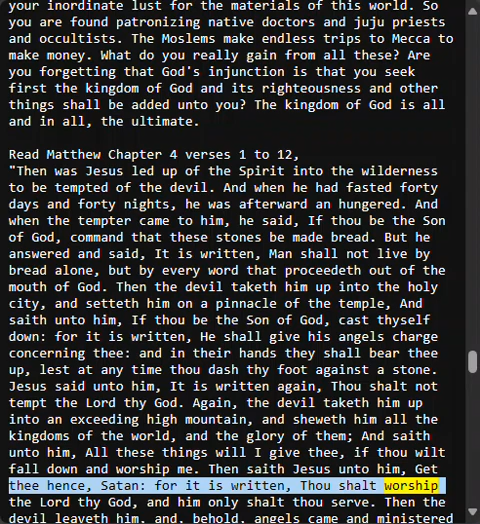 your inordinate lust for the materials of this world. So
you are found patronizing native doctors and juju priests
and occultists. The Moslems make endless trips to Mecca to
make money. What do you really gain from all these? Are
you forgetting that God's injunction is that you seek
first the kingdom of God and its righteousness and other
things shall be added unto you? The kingdom of God is all
and in all, the ultimate.

Read Matthew Chapter 4 verses 1 to 12,
"Then was Jesus led up of the Spirit into the wilderness
to be tempted of the devil. And when he had fasted forty
days and forty nights, he was afterward an hungered. And
when the tempter came to him, he said, If thou be the Son
of God, command that these stones be made bread. But he
answered and said, It is written, Man shall not live by
bread alone, but by every word that proceedeth out of the
mouth of God. Then the devil taketh him up into the holy
city, and setteth him on a pinnacle of the temple, And
saith unto him, If thou be the Son of God, cast thyself
down: for it is written, He shall give his angels charge
concerning thee: and in their hands they shall bear thee
up, lest at any time thou dash thy foot against a stone.
Jesus said unto him, It is written again, Thou shalt not
tempt the Lord thy God. Again, the devil taketh him up
into an exceeding high mountain, and sheweth him all the
kingdoms of the world, and the glory of them; And saith
unto him, All these things will I give thee, if thou wilt
fall down and worship me. Then saith Jesus unto him, Get
thee hence, Satan: for it is written, Thou shalt worship
the Lord thy God, and him only shalt thou serve. Then the
devil leaveth him, and, behold, angels came and ministered